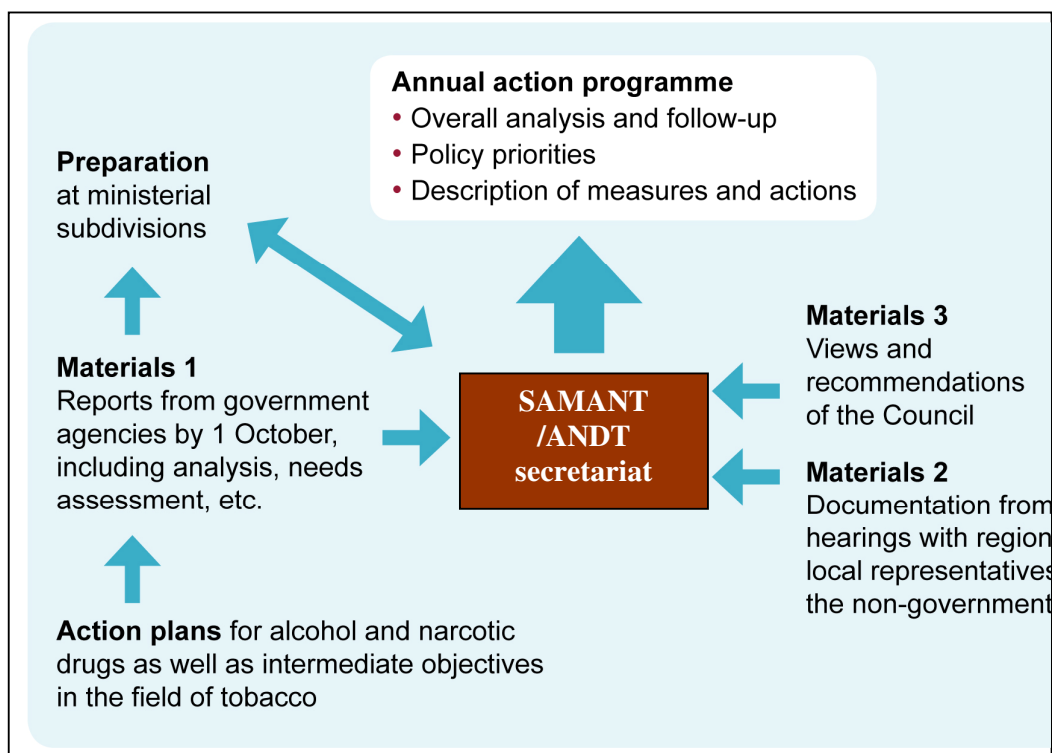 Annual action programme
• Overall analysis and follow-up
• Policy priorities
• Description of measures and actions
Preparation
at ministerial
subdivisions
Materials 1
Reports from government
agencies by 1 October,
including analysis, needs
assessment, etc.
SAMANT
/ANDT
secretariat
Materials 3
Views and
recommendations
of the Council
Materials 2
Documentation from
hearings with region
local representatives
the non-government
Action plans for alcohol and narcotic
drugs as well as intermediate objectives
in the field of tobacco